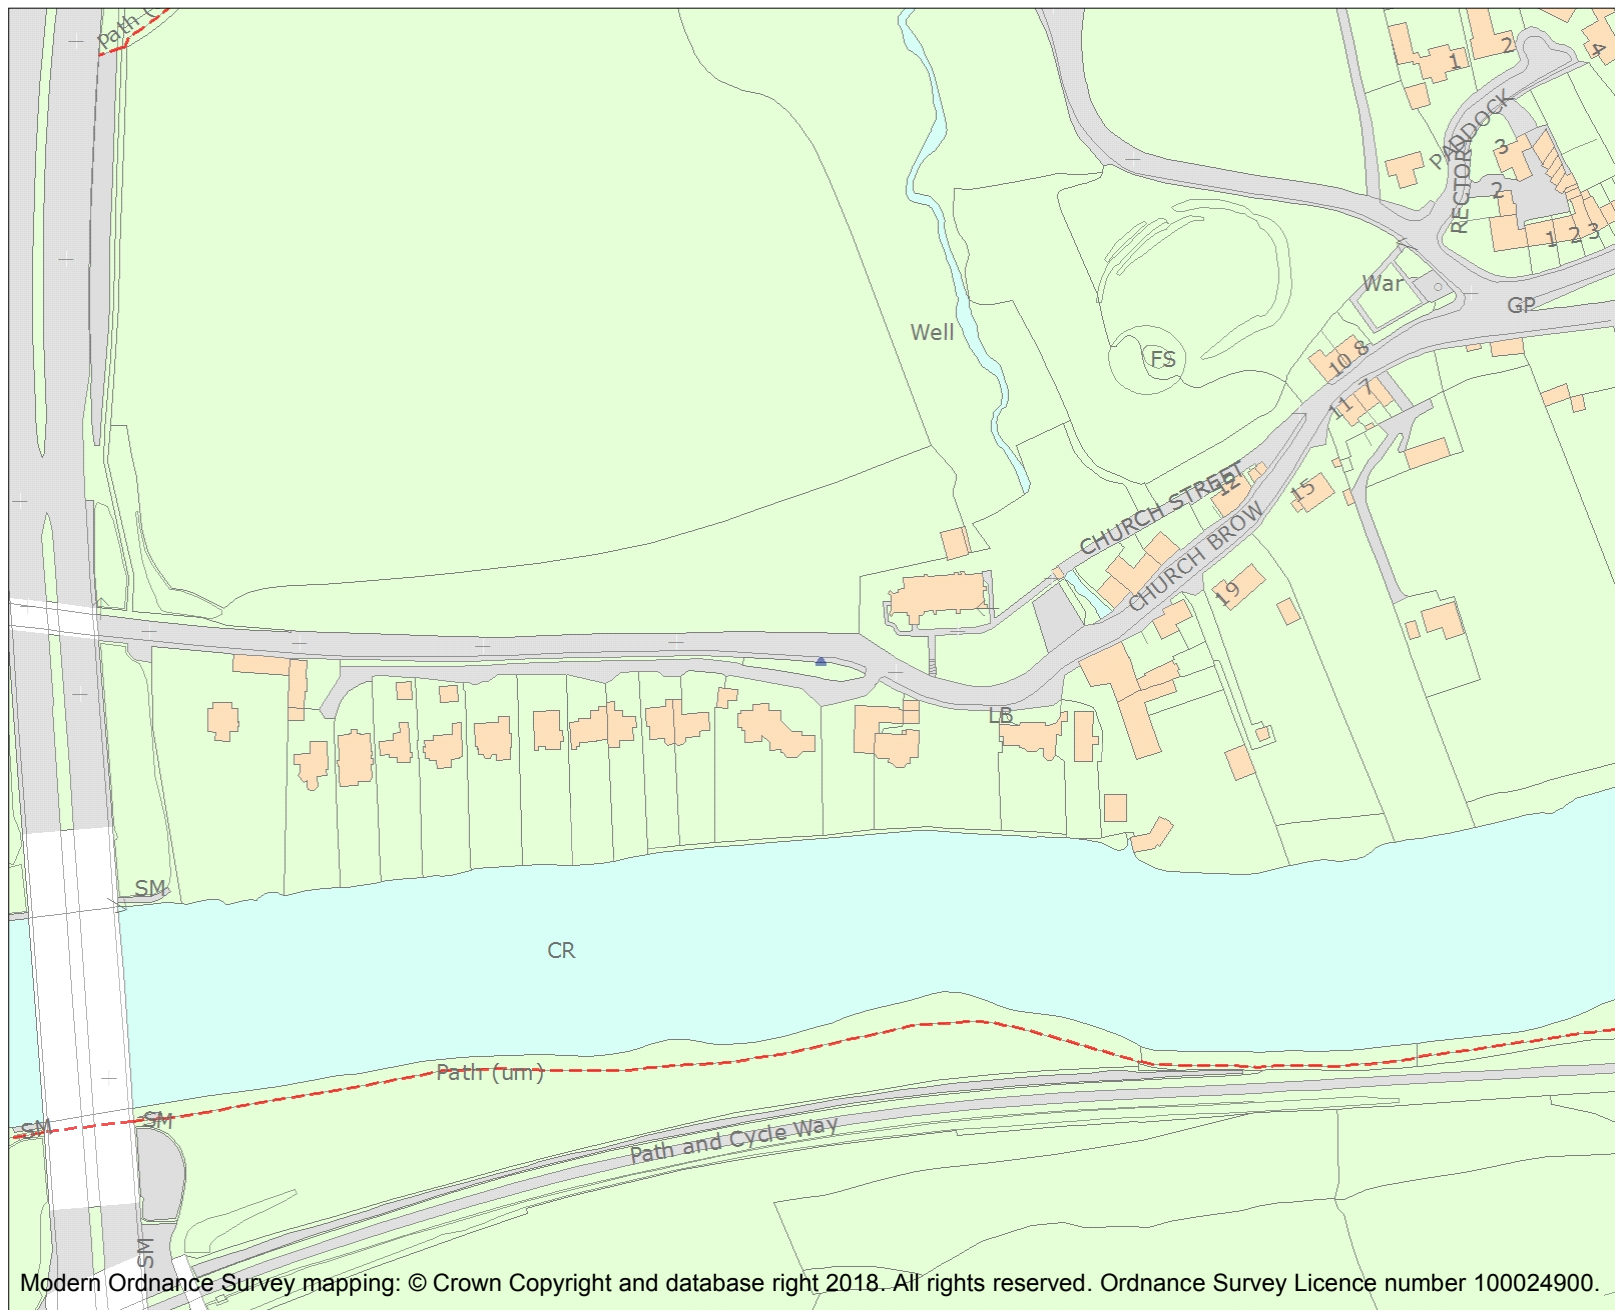 Path (
1
2
4
PADDOCK
RECTORY
3
2
1 2 3
War
GP
Well
FS
10 8
7
11
12
15
CHURCH STREET
CHURCH BROW
19
LB
SM
CR
Path (um)
SM
SM
Path and Cycle Way
SM
Modern Ordnance Survey mapping: © Crown Copyright and database right 2018. All rights reserved. Ordnance Survey Licence number 100024900.